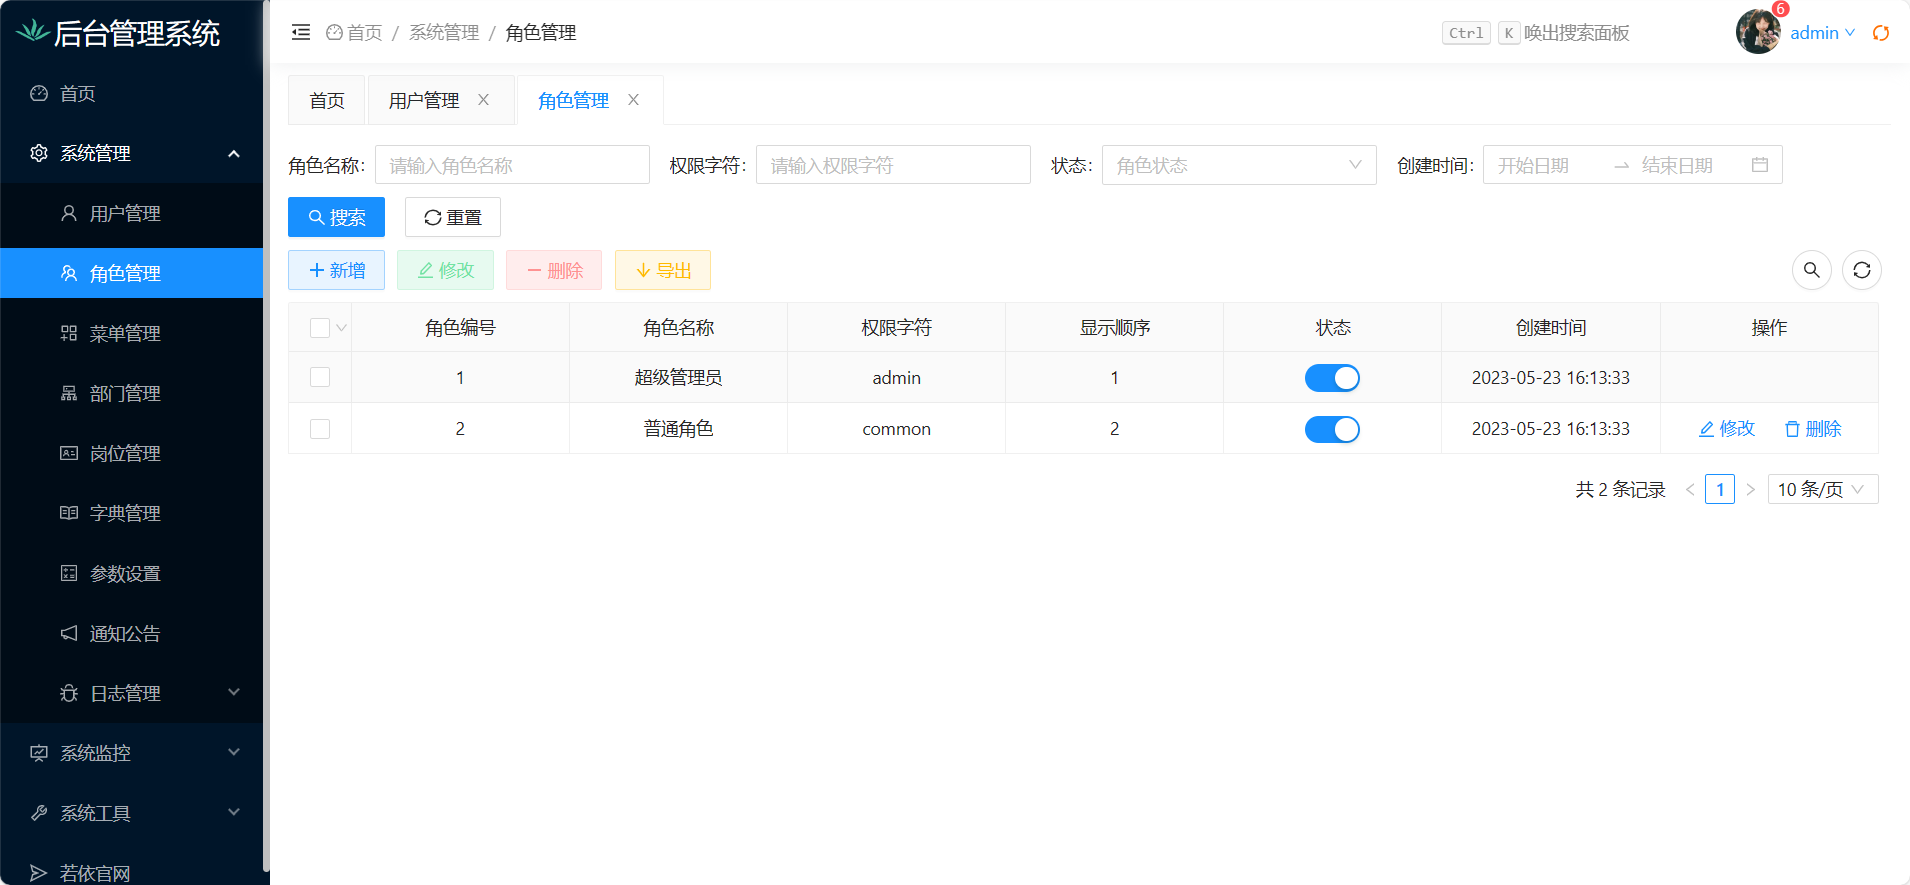 后台管理系统
首页
系统管理
用户管理
角色管理
菜单管理
部门管理
岗位管理
字典管理
参数设置
通知公告
日志管理
系统监控
系统工具
若依官网
首页 / 系统管理 / 角色管理
Ctrl K 唤出搜索面板
6
admin
首页 用户管理 角色管理
角色名称: 请输入角色名称 权限字符: 请输入权限字符 状态: 角色状态 创建时间: 开始日期 → 结束日期
搜索 重置
新增 修改 删除 导出
角色编号 角色名称 权限字符 显示顺序 状态 创建时间 操作
1 超级管理员 admin 1 2023-05-23 16:13:33
2 普通角色 common 2 2023-05-23 16:13:33 修改 删除
共 2 条记录 < 1 > 10 条/页